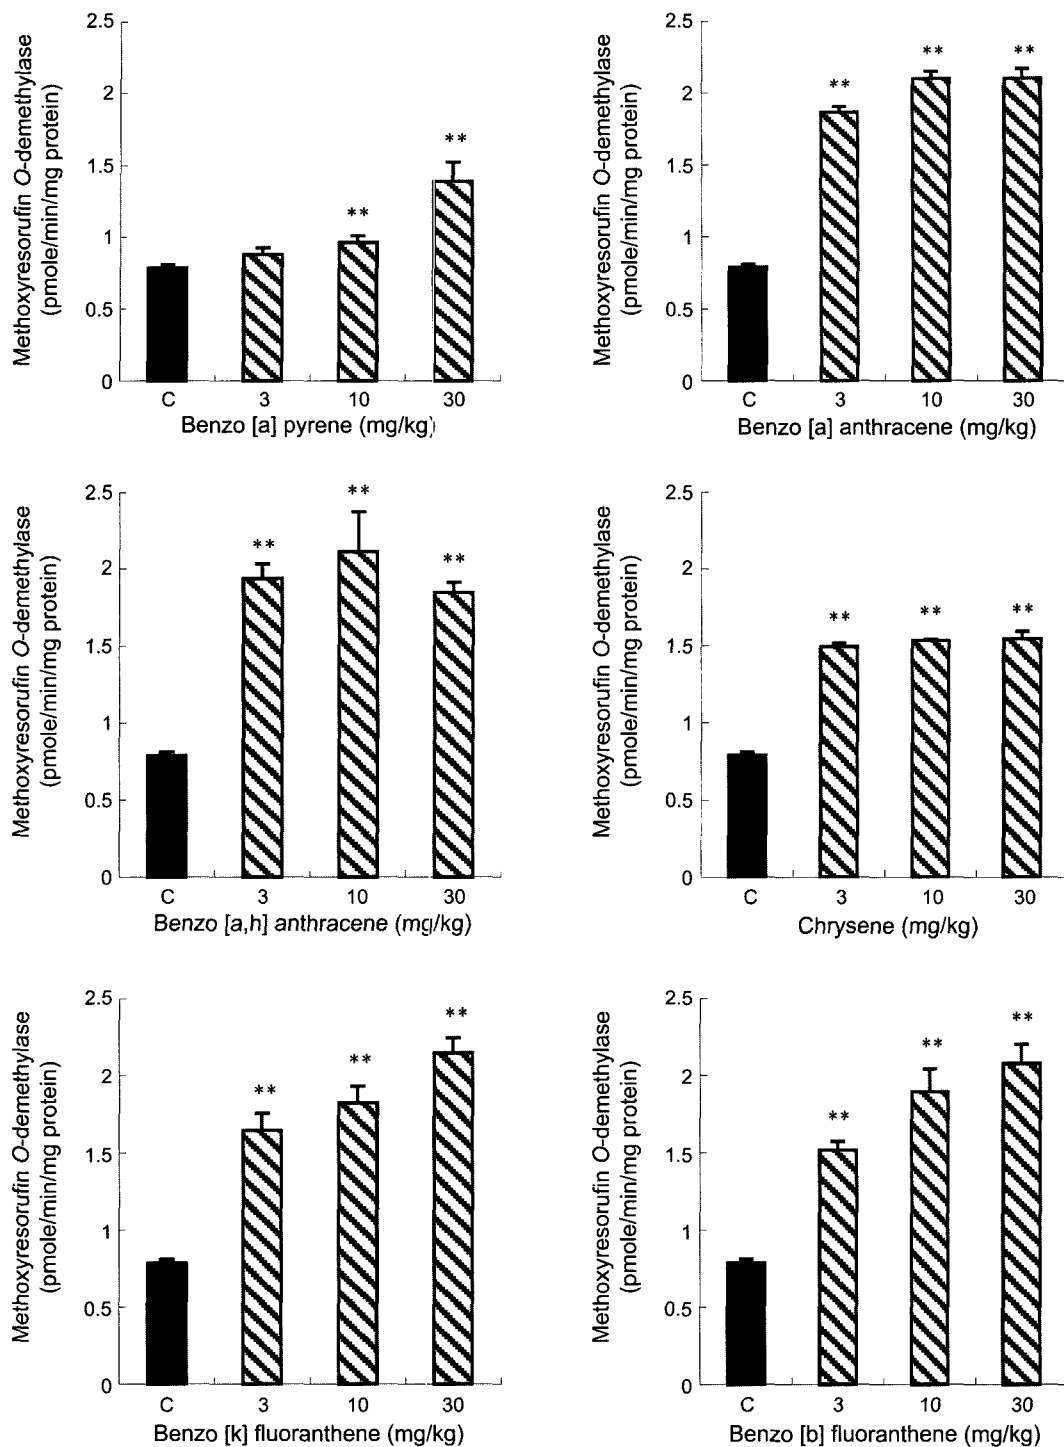 Methoxyresorufin O-demethylase
(pmole/min/mg protein)
2.5
2
1.5
1
0.5
0
**
**
C 3 10 30
Benzo [a] pyrene (mg/kg)
Methoxyresorufin O-demethylase
(pmole/min/mg protein)
2.5
2
1.5
1
0.5
0
**
**
**
C 3 10 30
Benzo [a] anthracene (mg/kg)
Methoxyresorufin O-demethylase
(pmole/min/mg protein)
2.5
2
1.5
1
0.5
0
**
**
**
C 3 10 30
Benzo [a,h] anthracene (mg/kg)
Methoxyresorufin O-demethylase
(pmole/min/mg protein)
2.5
2
1.5
1
0.5
0
**
**
**
C 3 10 30
Chrysene (mg/kg)
Methoxyresorufin O-demethylase
(pmole/min/mg protein)
2.5
2
1.5
1
0.5
0
**
**
**
C 3 10 30
Benzo [k] fluoranthene (mg/kg)
Methoxyresorufin O-demethylase
(pmole/min/mg protein)
2.5
2
1.5
1
0.5
0
**
**
**
C 3 10 30
Benzo [b] fluoranthene (mg/kg)